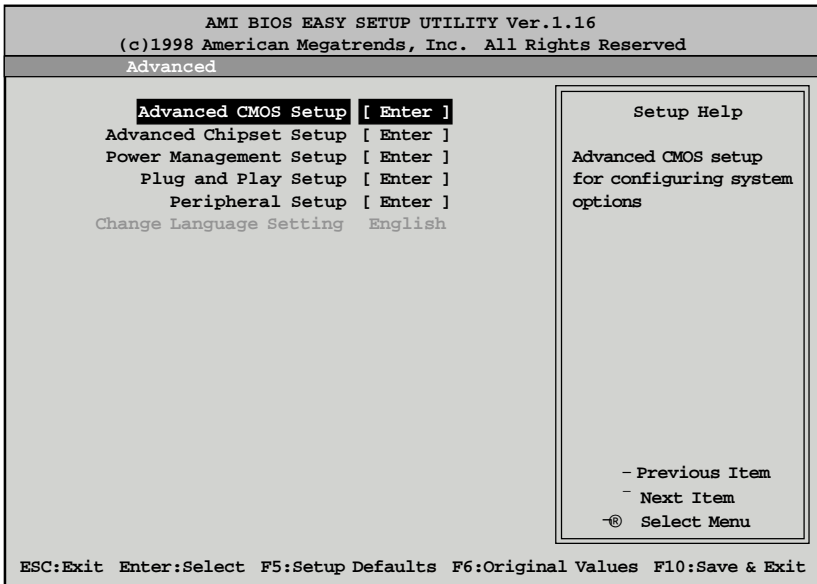 AMI BIOS EASY SETUP UTILITY Ver.1.16
(c)1998 American Megatrends, Inc. All Rights Reserved
Advanced
Advanced CMOS Setup [ Enter ]
Advanced Chipset Setup [ Enter ]
Power Management Setup [ Enter ]
Plug and Play Setup [ Enter ]
Peripheral Setup [ Enter ]
Change Language Setting English
Setup Help
Advanced CMOS setup
for configuring system
options
- Previous Item
¯ Next Item
¬® Select Menu
ESC:Exit Enter:Select F5:Setup Defaults F6:Original Values F10:Save & Exit